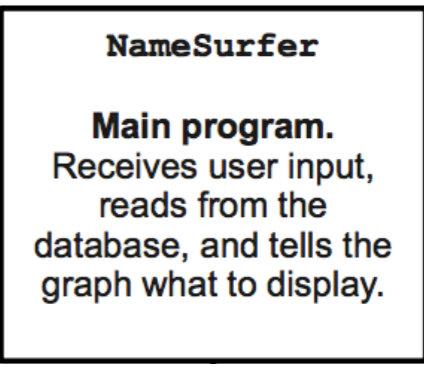 NameSurfer
Main program.
Receives user input,
reads from the
database, and tells the
graph what to display.